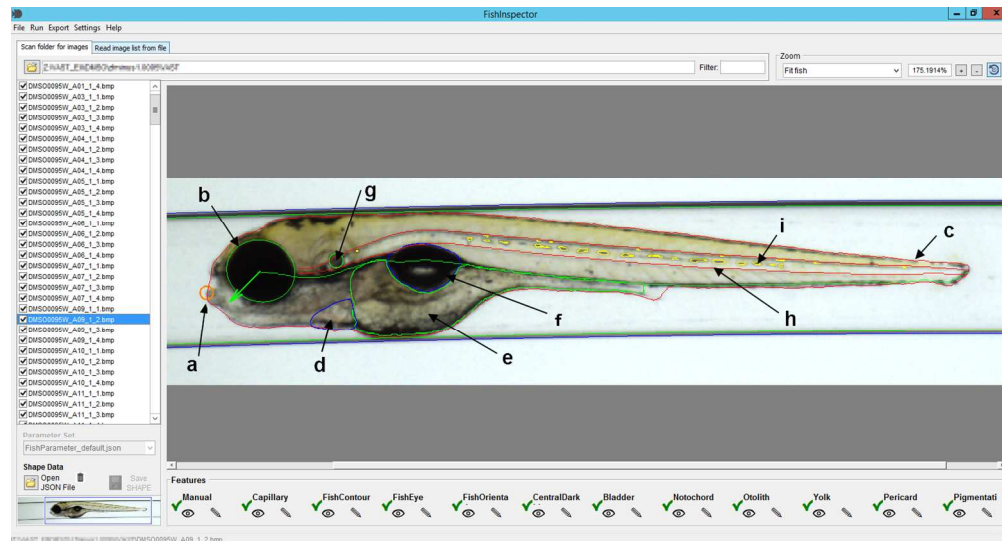 FishInspector
File Run Export Settings Help
Scan folder for images Read image list from file
Filter:
Zoom
Fit fish
175.1914% + -
DMSO0095W_A01_1_4.bmp
DMSO0095W_A03_1_1.bmp
DMSO0095W_A03_1_2.bmp
DMSO0095W_A03_1_3.bmp
DMSO0095W_A03_1_4.bmp
DMSO0095W_A04_1_1.bmp
DMSO0095W_A04_1_2.bmp
DMSO0095W_A04_1_3.bmp
DMSO0095W_A04_1_4.bmp
DMSO0095W_A05_1_1.bmp
DMSO0095W_A05_1_2.bmp
DMSO0095W_A05_1_3.bmp
DMSO0095W_A05_1_4.bmp
DMSO0095W_A06_1_1.bmp
DMSO0095W_A06_1_2.bmp
DMSO0095W_A06_1_3.bmp
DMSO0095W_A06_1_4.bmp
DMSO0095W_A07_1_1.bmp
DMSO0095W_A07_1_2.bmp
DMSO0095W_A07_1_3.bmp
DMSO0095W_A07_1_4.bmp
DMSO0095W_A09_1_1.bmp
DMSO0095W_A09_1_2.bmp
DMSO0095W_A09_1_3.bmp
DMSO0095W_A09_1_4.bmp
DMSO0095W_A10_1_1.bmp
DMSO0095W_A10_1_2.bmp
DMSO0095W_A10_1_3.bmp
DMSO0095W_A10_1_4.bmp
DMSO0095W_A11_1_1.bmp
DMSO0095W_A11_1_2.bmp
DMSO0095W_A11_1_3.bmp
b
g
i
c
a
d
e
f
h
Parameter Set
FishParameter_default.json
Shape Data
Open
JSON File
Save
SHAPE
Features
Manual Capillary FishContour FishEye FishOrienta CentralDark Bladder Notochord Otolith Yolk Pericard Pigmentati